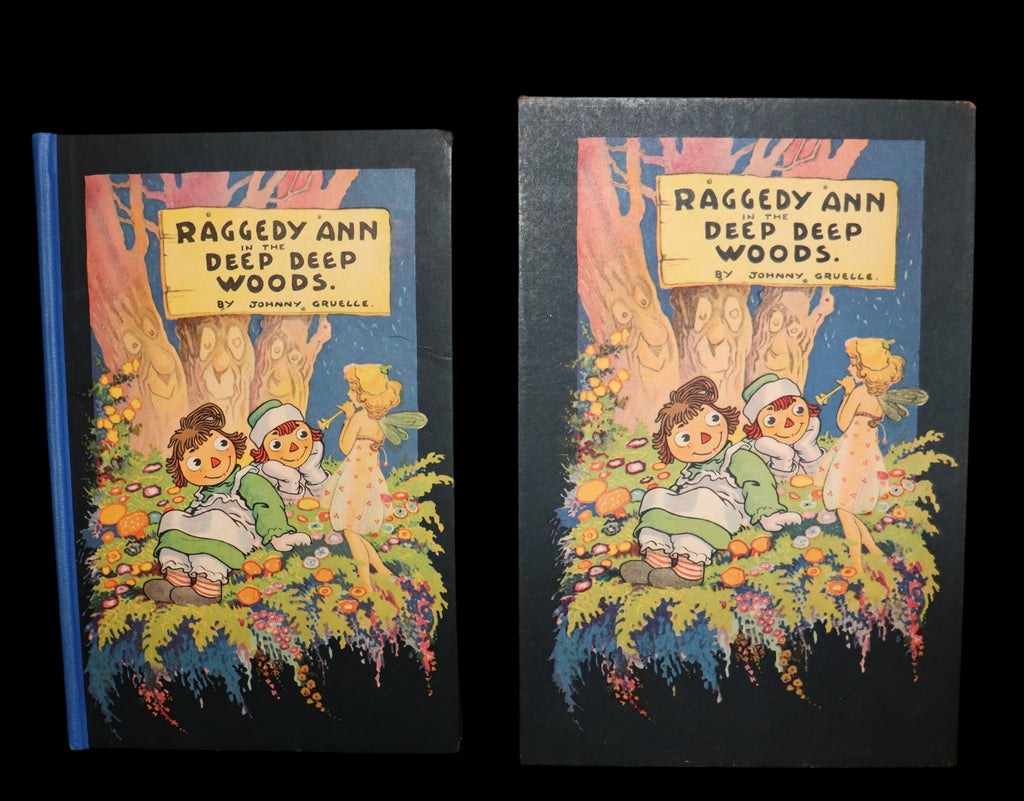 RAGGEDY ANN
IN THE
DEEP DEEP
WOODS.
BY JOHNNY GRUELLE.
RAGGEDY ANN
IN THE
DEEP DEEP
WOODS.
BY JOHNNY GRUELLE.